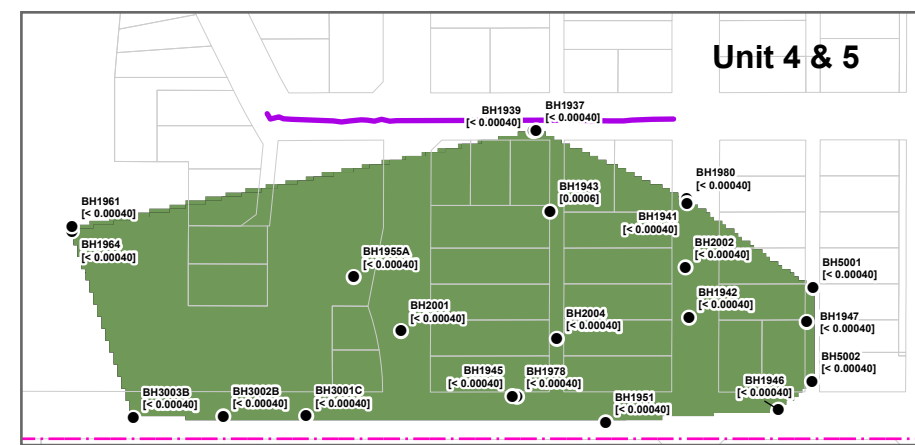 Unit 4 & 5
BH1939
[< 0.00040]
BH1937
[< 0.00040]
BH1980
[< 0.00040]
BH1943
[0.0006]
BH1961
[< 0.00040]
BH1941
[< 0.00040]
BH1964
[< 0.00040]
BH1955A
[< 0.00040]
BH2002
[< 0.00040]
BH5001
[< 0.00040]
BH2001
[< 0.00040]
BH1942
[< 0.00040]
BH2004
[< 0.00040]
BH1947
[< 0.00040]
BH5002
[< 0.00040]
BH1945
[< 0.00040]
BH1978
[< 0.00040]
BH1946
[< 0.00040]
BH3003B
[< 0.00040]
BH3002B
[< 0.00040]
BH3001C
[< 0.00040]
BH1951
[< 0.00040]